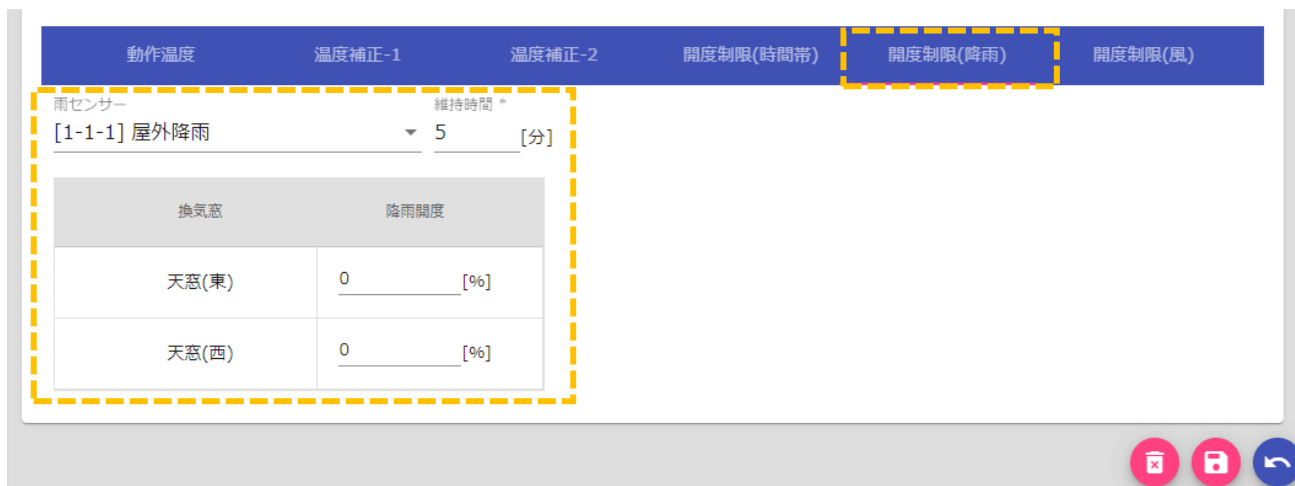 動作温度 温度補正-1 温度補正-2 開度制限(時間帯) 開度制限(降雨) 開度制限(風)
雨センサー 維持時間 *
[1-1-1] 屋外降雨 5 [分]
換気窓 降雨開度
天窓(東) 0 [%]
天窓(西) 0 [%]